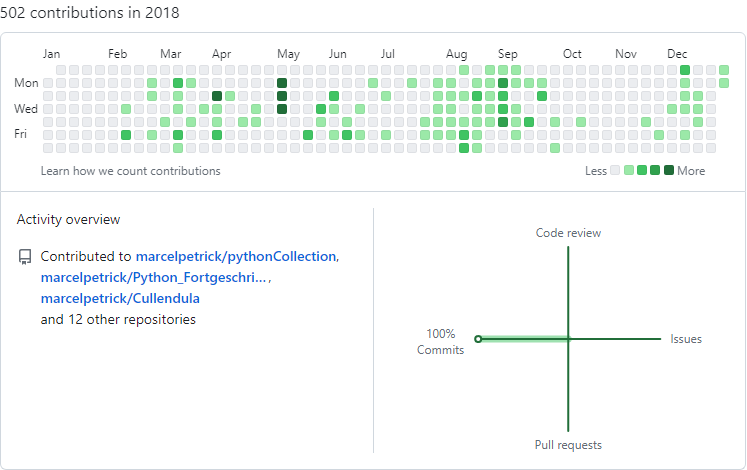 502 contributions in 2018
Jan Feb Mar Apr May Jun Jul Aug Sep Oct Nov Dec
Mon
Wed
Fri
Learn how we count contributions
Less More
Activity overview
Contributed to marcelpetrick/pythonCollection,
marcelpetrick/Python_Fortgeschri… ,
marcelpetrick/Cullendula
and 12 other repositories
Code review
100%
Commits
Issues
Pull requests